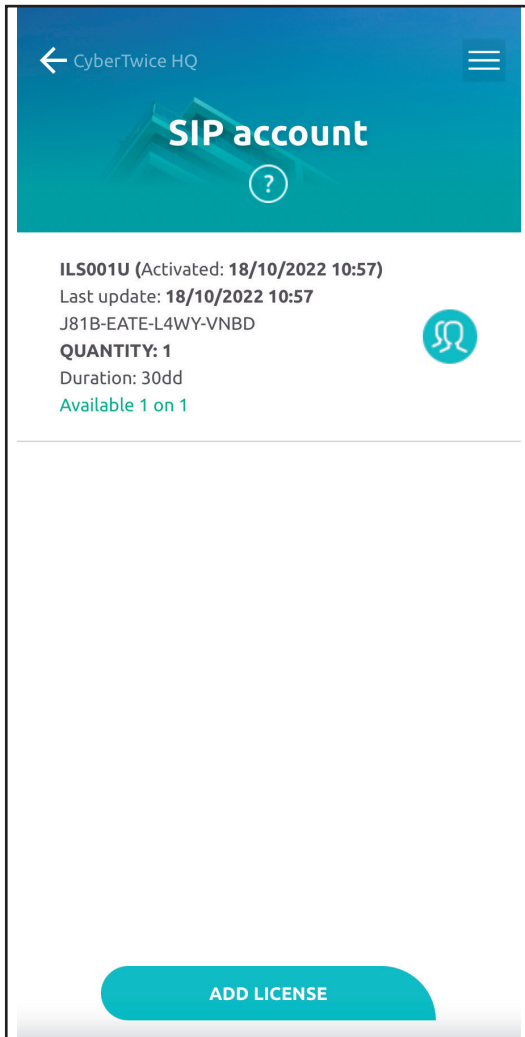 CyberTwice HQ
SIP account
?
ILS001U (Activated: 18/10/2022 10:57)
Last update: 18/10/2022 10:57
J81B-EATE-L4WY-VNBD
QUANTITY: 1
Duration: 30dd
Available 1 on 1
ADD LICENSE